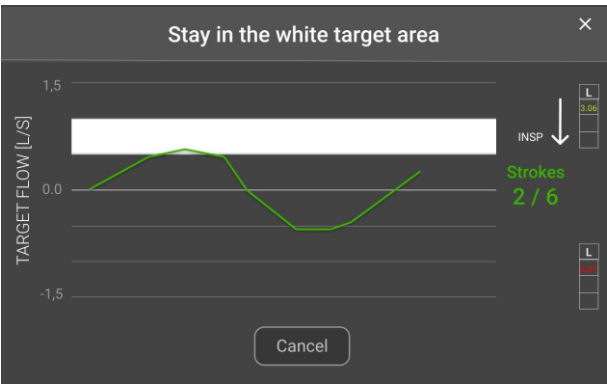 Stay in the white target area
×
1,5
L
3.06
INSP
TARGET FLOW [L/S]
Strokes
0.0
2 / 6
L
-1,5
Cancel